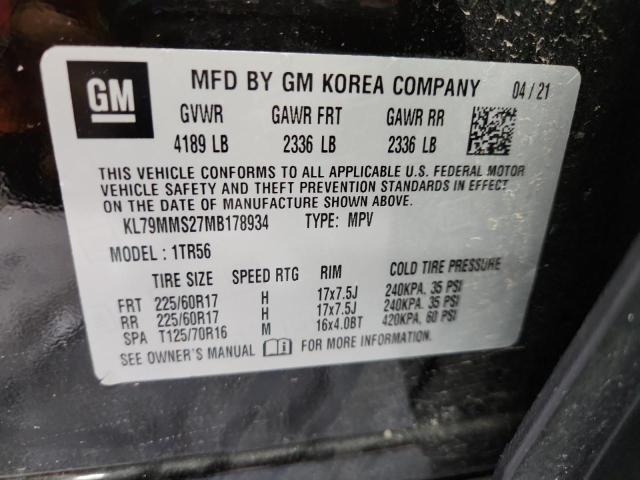 GM MFD BY GM KOREA COMPANY 04/21
GVWR GAWR FRT GAWR RR
4189 LB 2336 LB 2336 LB
THIS VEHICLE CONFORMS TO ALL APPLICABLE U.S. FEDERAL MOTOR
VEHICLE SAFETY AND THEFT PREVENTION STANDARDS IN EFFECT
ON THE DATE OF MANUFACTURE SHOWN ABOVE.
KL79MMS27MB178934 TYPE: MPV
MODEL: 1TR56
TIRE SIZE SPEED RTG RIM COLD TIRE PRESSURE
FRT 225/60R17 H 17x7.5J 240KPA, 35 PSI
RR 225/60R17 H 17x7.5J 240KPA, 35 PSI
SPA T125/70R16 M 16x4.0BT 420KPA, 60 PSI
SEE OWNER'S MANUAL i FOR MORE INFORMATION.